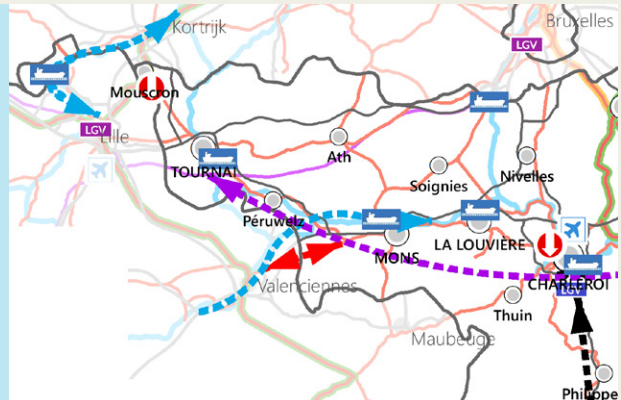 Kortrijk
Bruxelles
LGV
Mouscron
LGV
Lille
Ath
TOURNAI
Soignies
Nivelles
Péruwelz
LA LOUVIÈRE
MONS
CHARLEROI
LGV
Valenciennes
Thuin
Maubeuge
Philippe